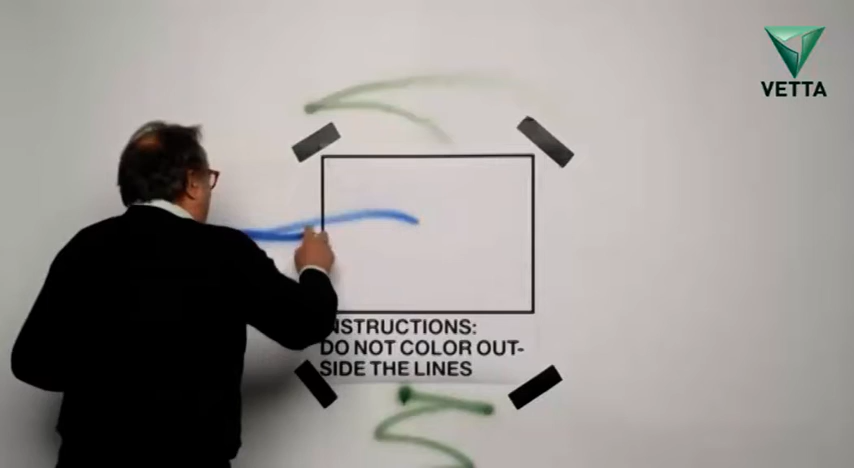 VETTA
INSTRUCTIONS:
DO NOT COLOR OUT-
SIDE THE LINES